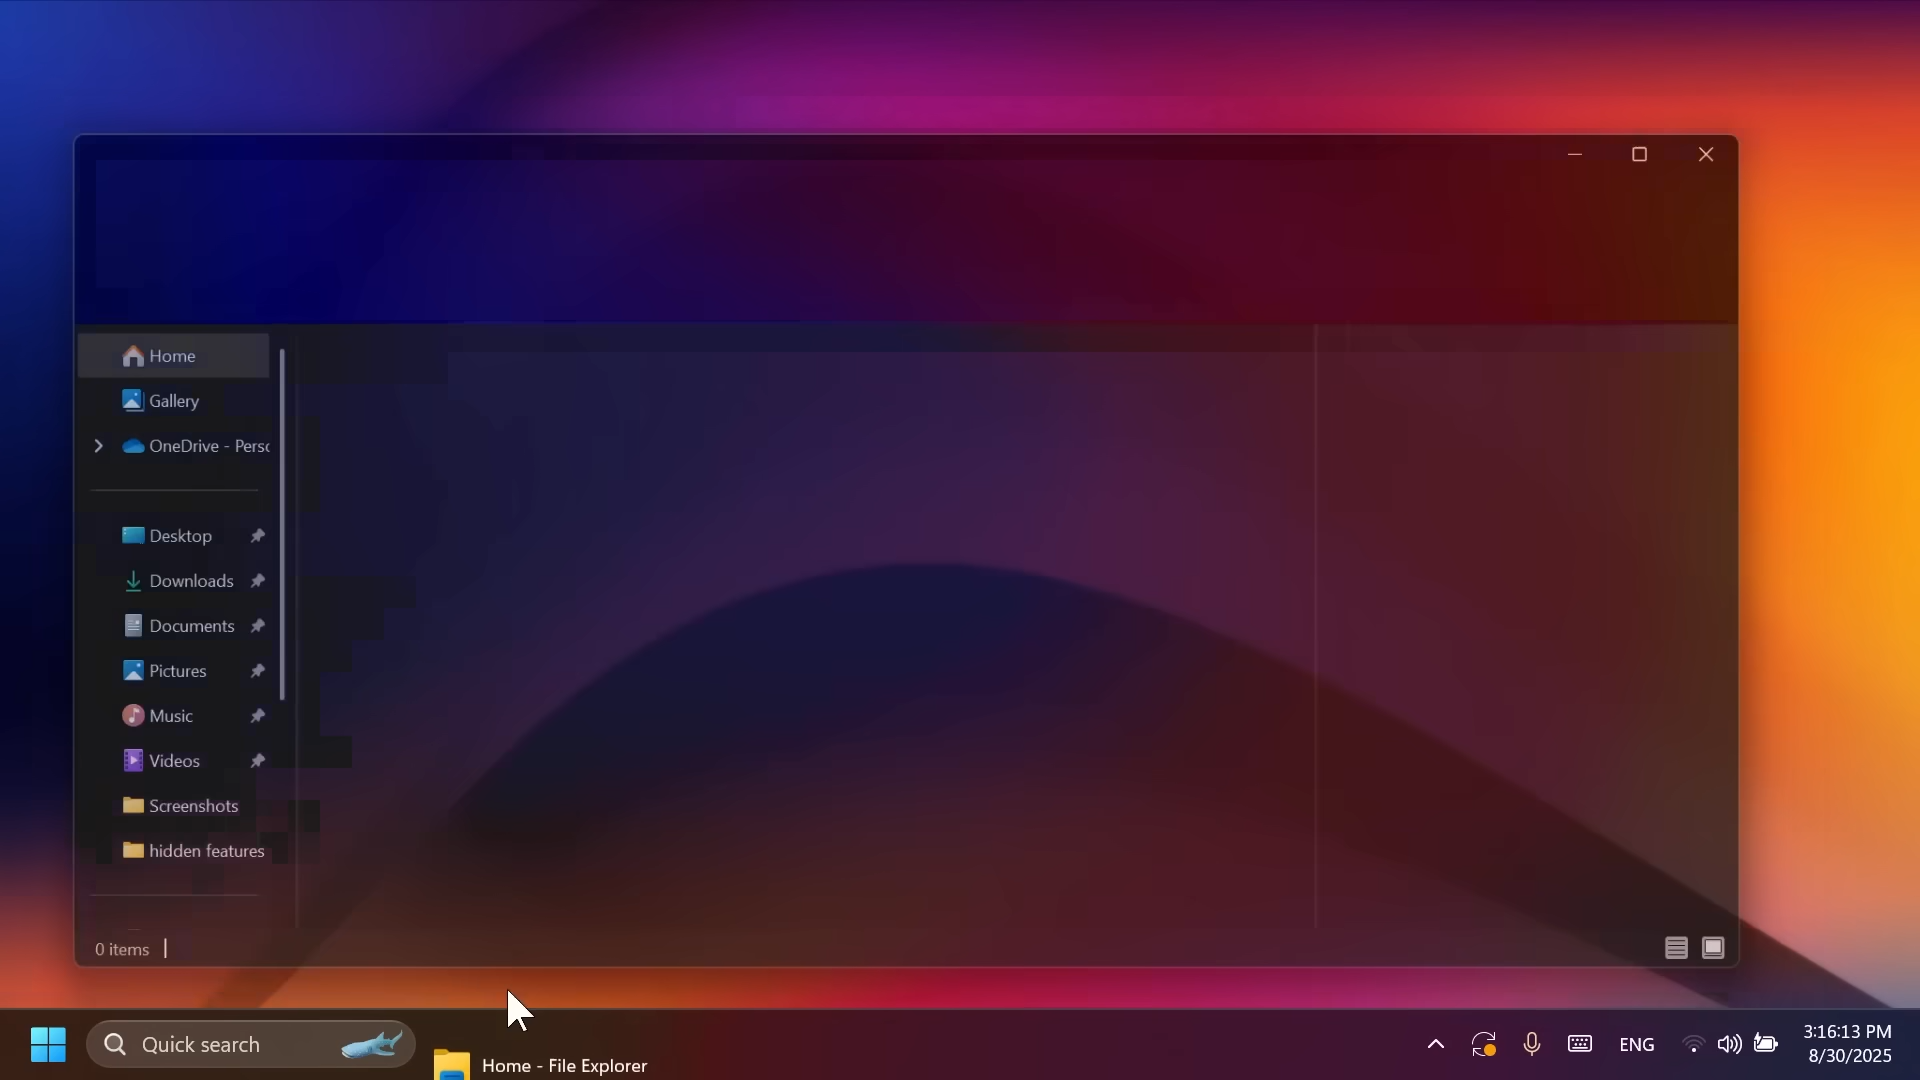 Home
Gallery
OneDrive - Perso
Desktop
Downloads
Documents
Pictures
Music
Videos
Screenshots
hidden features
0 items
Quick search
Home - File Explorer
ENG
3:16:13 PM
8/30/2025